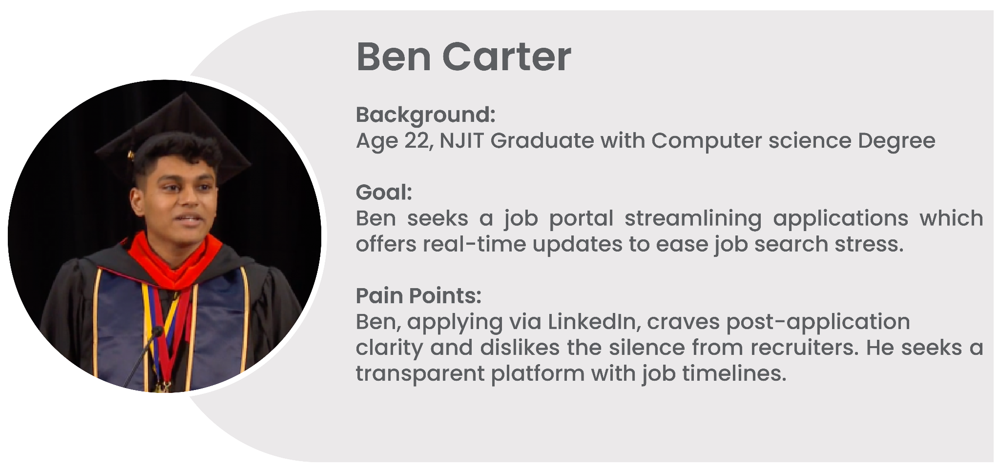 Ben Carter
Background:
Age 22, NJIT Graduate with Computer science Degree
Goal:
Ben seeks a job portal streamlining applications which
offers real-time updates to ease job search stress.
Pain Points:
Ben, applying via LinkedIn, craves post-application
clarity and dislikes the silence from recruiters. He seeks a
transparent platform with job timelines.